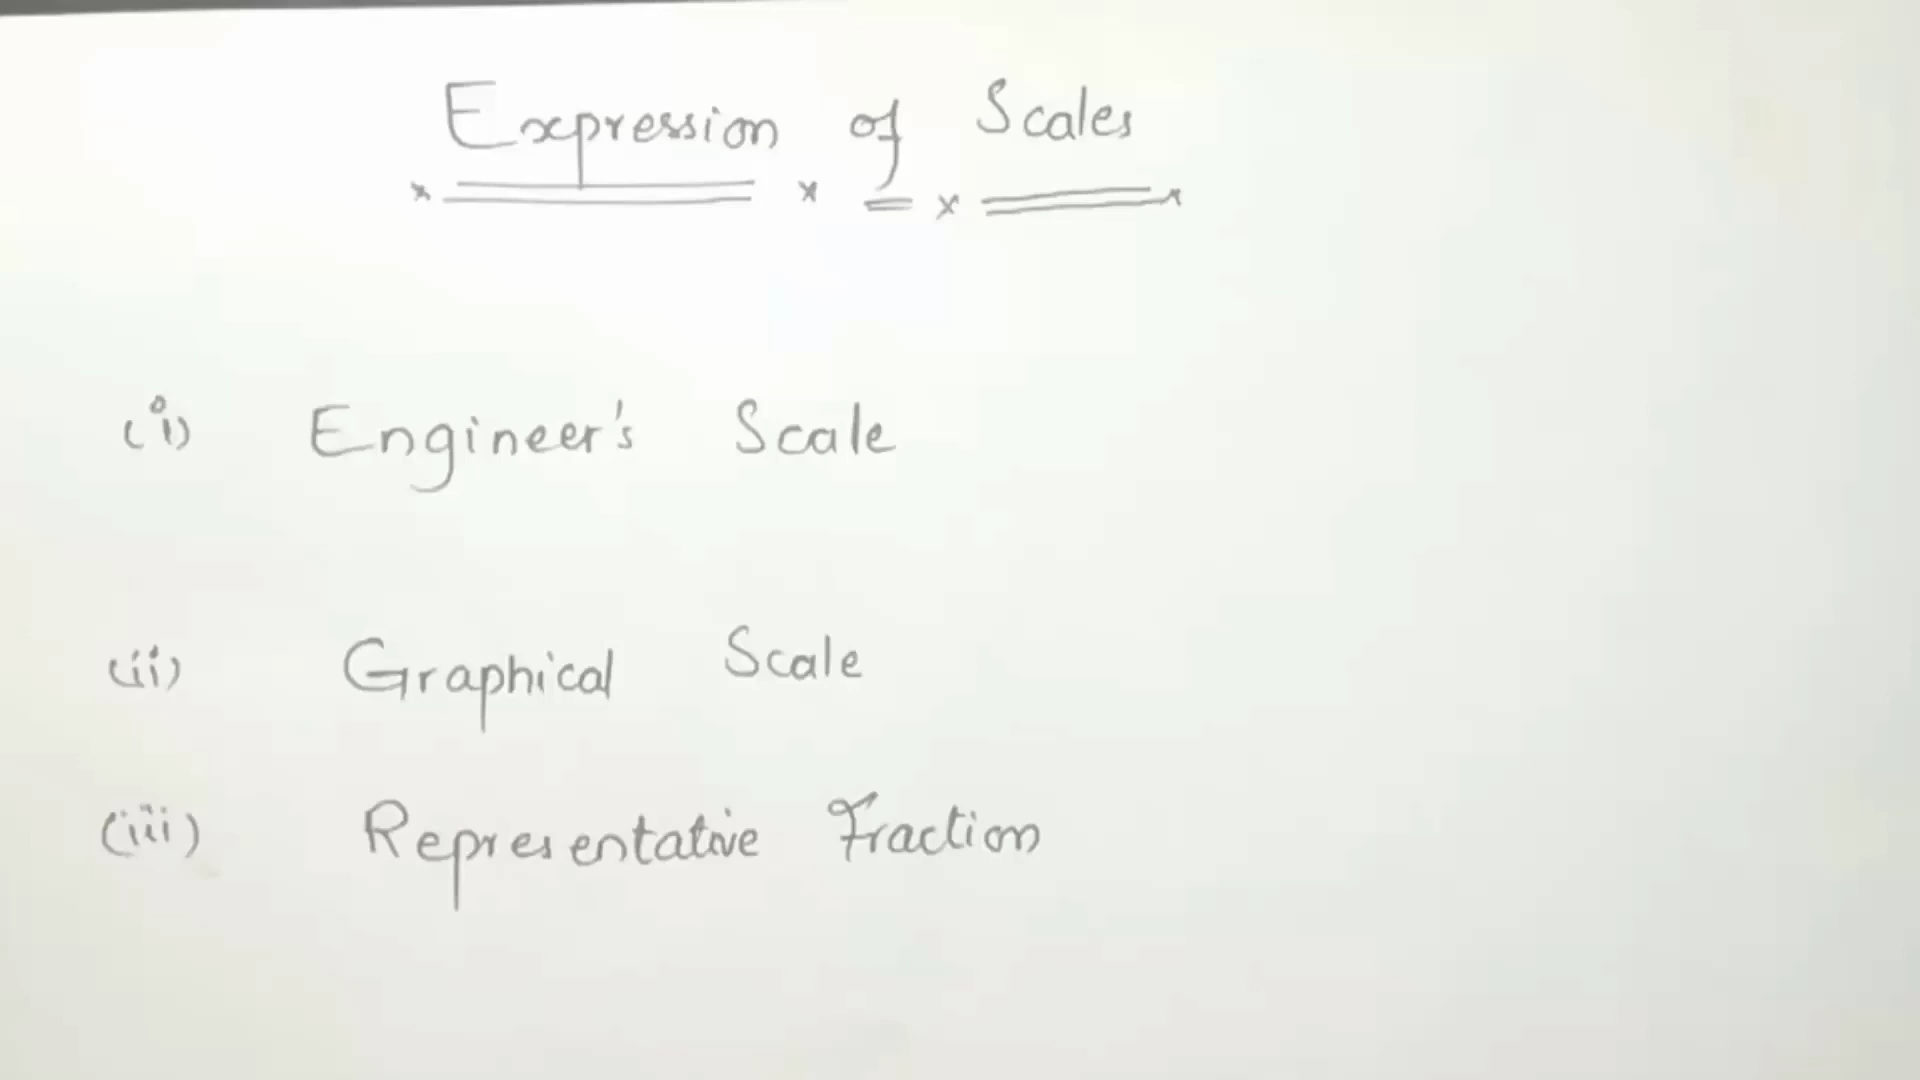 Expression of Scales
(i) Engineer's Scale
(ii) Graphical Scale
(iii) Representative Fraction